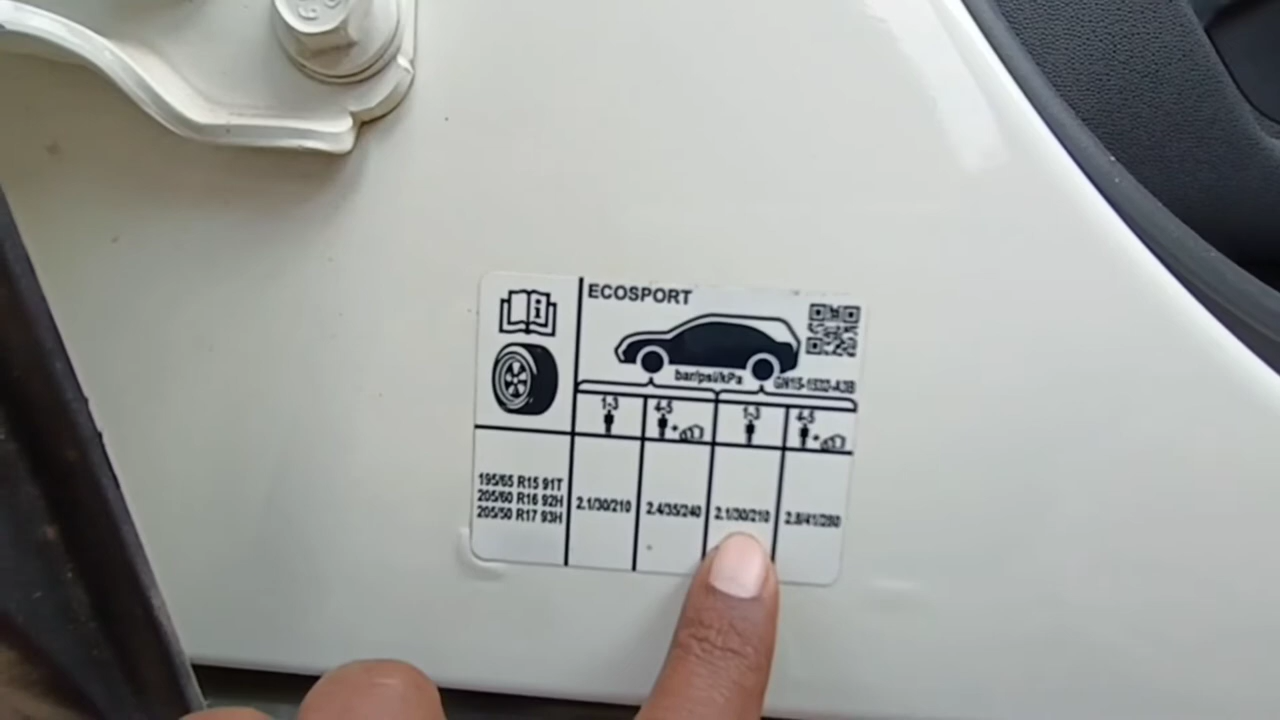 ECOSPORT
bar/psi/kPa
GN15-1532-A3B
1-3
4-5
1-3
4-5
195/65 R15 91T
205/60 R16 92H
205/50 R17 93H
2.1/30/210
2.4/35/240
2.1/30/210
2.8/41/280